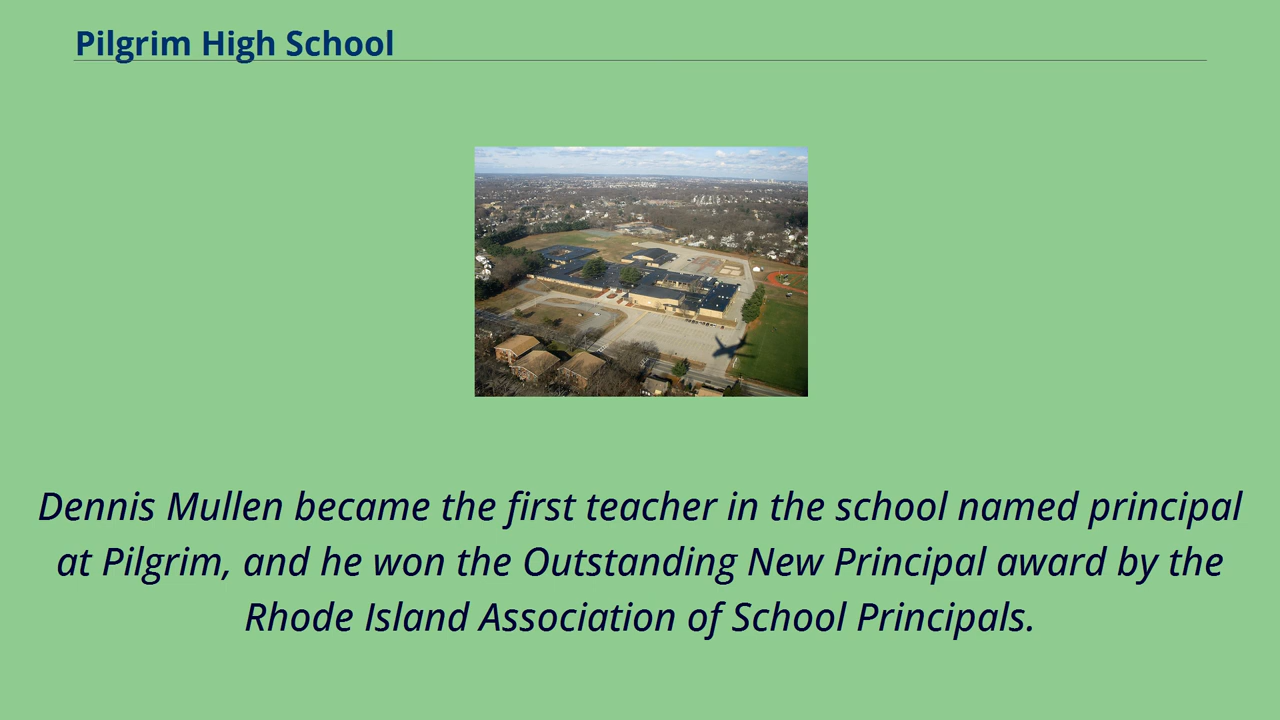 Pilgrim High School
Dennis Mullen became the first teacher in the school named principal
at Pilgrim, and he won the Outstanding New Principal award by the
Rhode Island Association of School Principals.